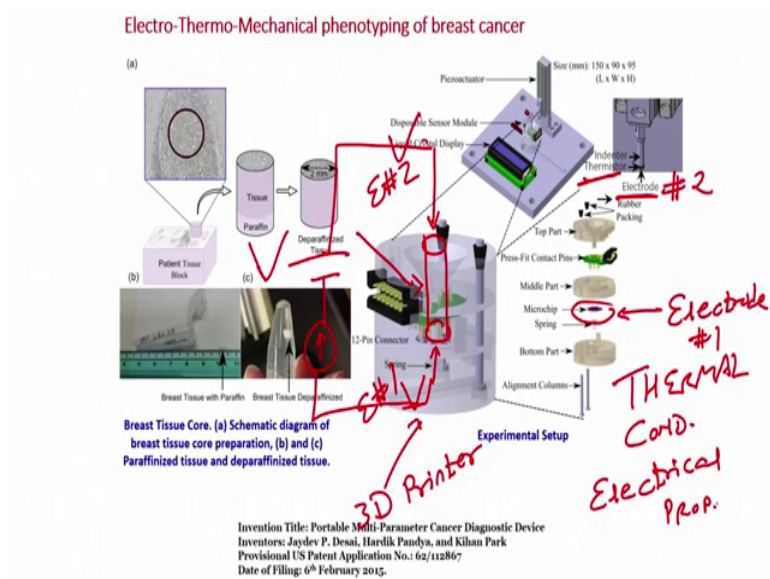 Electro-Thermo-Mechanical phenotyping of breast cancer
(a)
Tissue
Paraffin
2 mm
Deparaffinized
Tissue
Patient Tissue
Block
(b)
(c)
Breast Tissue with Paraffin
Breast Tissue Deparaffinized
Breast Tissue Core. (a) Schematic diagram of
breast tissue core preparation, (b) and (c)
Paraffinized tissue and deparaffinized tissue.
Piezoactuator
Size (mm): 150 x 90 x 95
(L x W x H)
Disposable Sensor Module
Crystal Display
Indenter
Thermistor
Electrode
#2
Rubber
Packing
Top Part
Press-Fit Contact Pins
Middle Part
Microchip
Spring
Bottom Part
Alignment Columns
12-Pin Connector
Spring
Experimental Setup
E#2
E#1
3D Printer
Electrode
#1
THERMAL
COND.
Electrical
PROP.
Invention Title: Portable Multi-Parameter Cancer Diagnostic Device
Inventors: Jaydev P. Desai, Hardik Pandya, and Kihan Park
Provisional US Patent Application No.: 62/112867
Date of Filing: 6th February 2015.